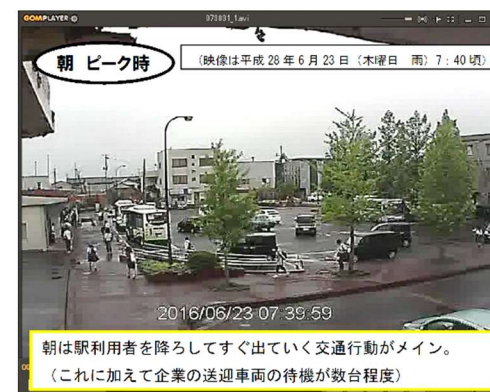 GOMPLAYER
078081_1.avi
朝 ピーク時
（映像は平成 28 年 6 月 23 日（木曜日 雨）7：40 頃）
2016/06/23 07:39:59
朝は駅利用者を降ろしてすぐ出ていく交通行動がメイン。
（これに加えて企業の送迎車両の待機が数台程度）